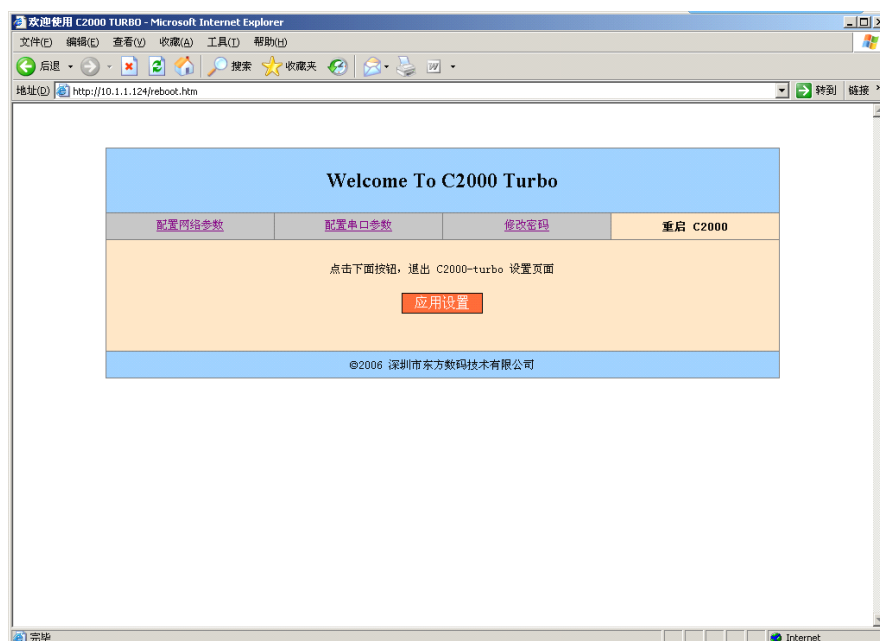 欢迎使用 C2000 TURBO - Microsoft Internet Explorer
文件(F) 编辑(E) 查看(V) 收藏(A) 工具(T) 帮助(H)
后退 搜索 收藏夹
地址(D) http://10.1.1.124/reboot.htm 转到 链接 »
Welcome To C2000 Turbo
配置网络参数 配置串口参数 修改密码 重启 C2000
点击下面按钮，退出 C2000-turbo 设置页面
应用设置
©2006 深圳市东方数码技术有限公司
完毕 Internet